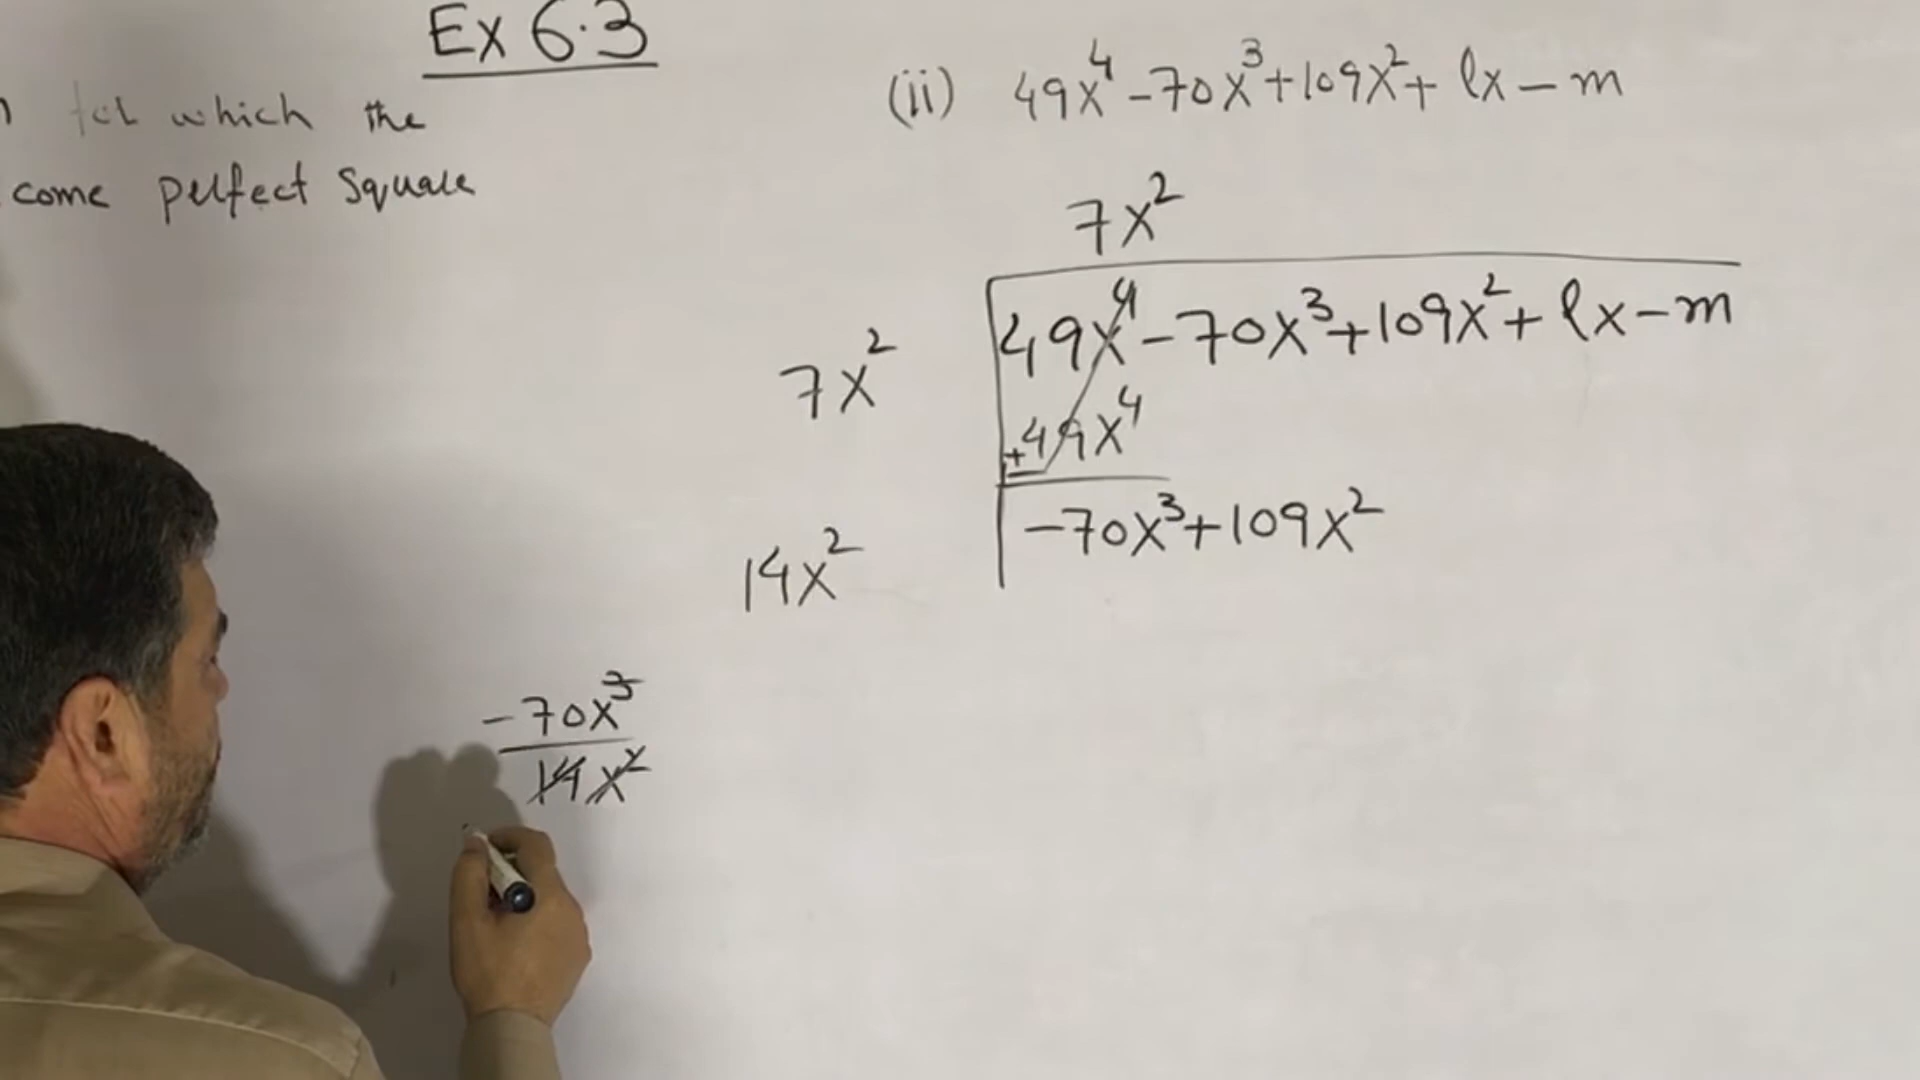 Ex 6.3
which the
come perfect Square
(ii) 49x⁴ - 70x³ + 109x² + lx - m
7x²
7x² 49x⁴ - 70x³ + 109x² + lx - m
+49x⁴
-
14x² -70x³ + 109x²
-70x³
14x²